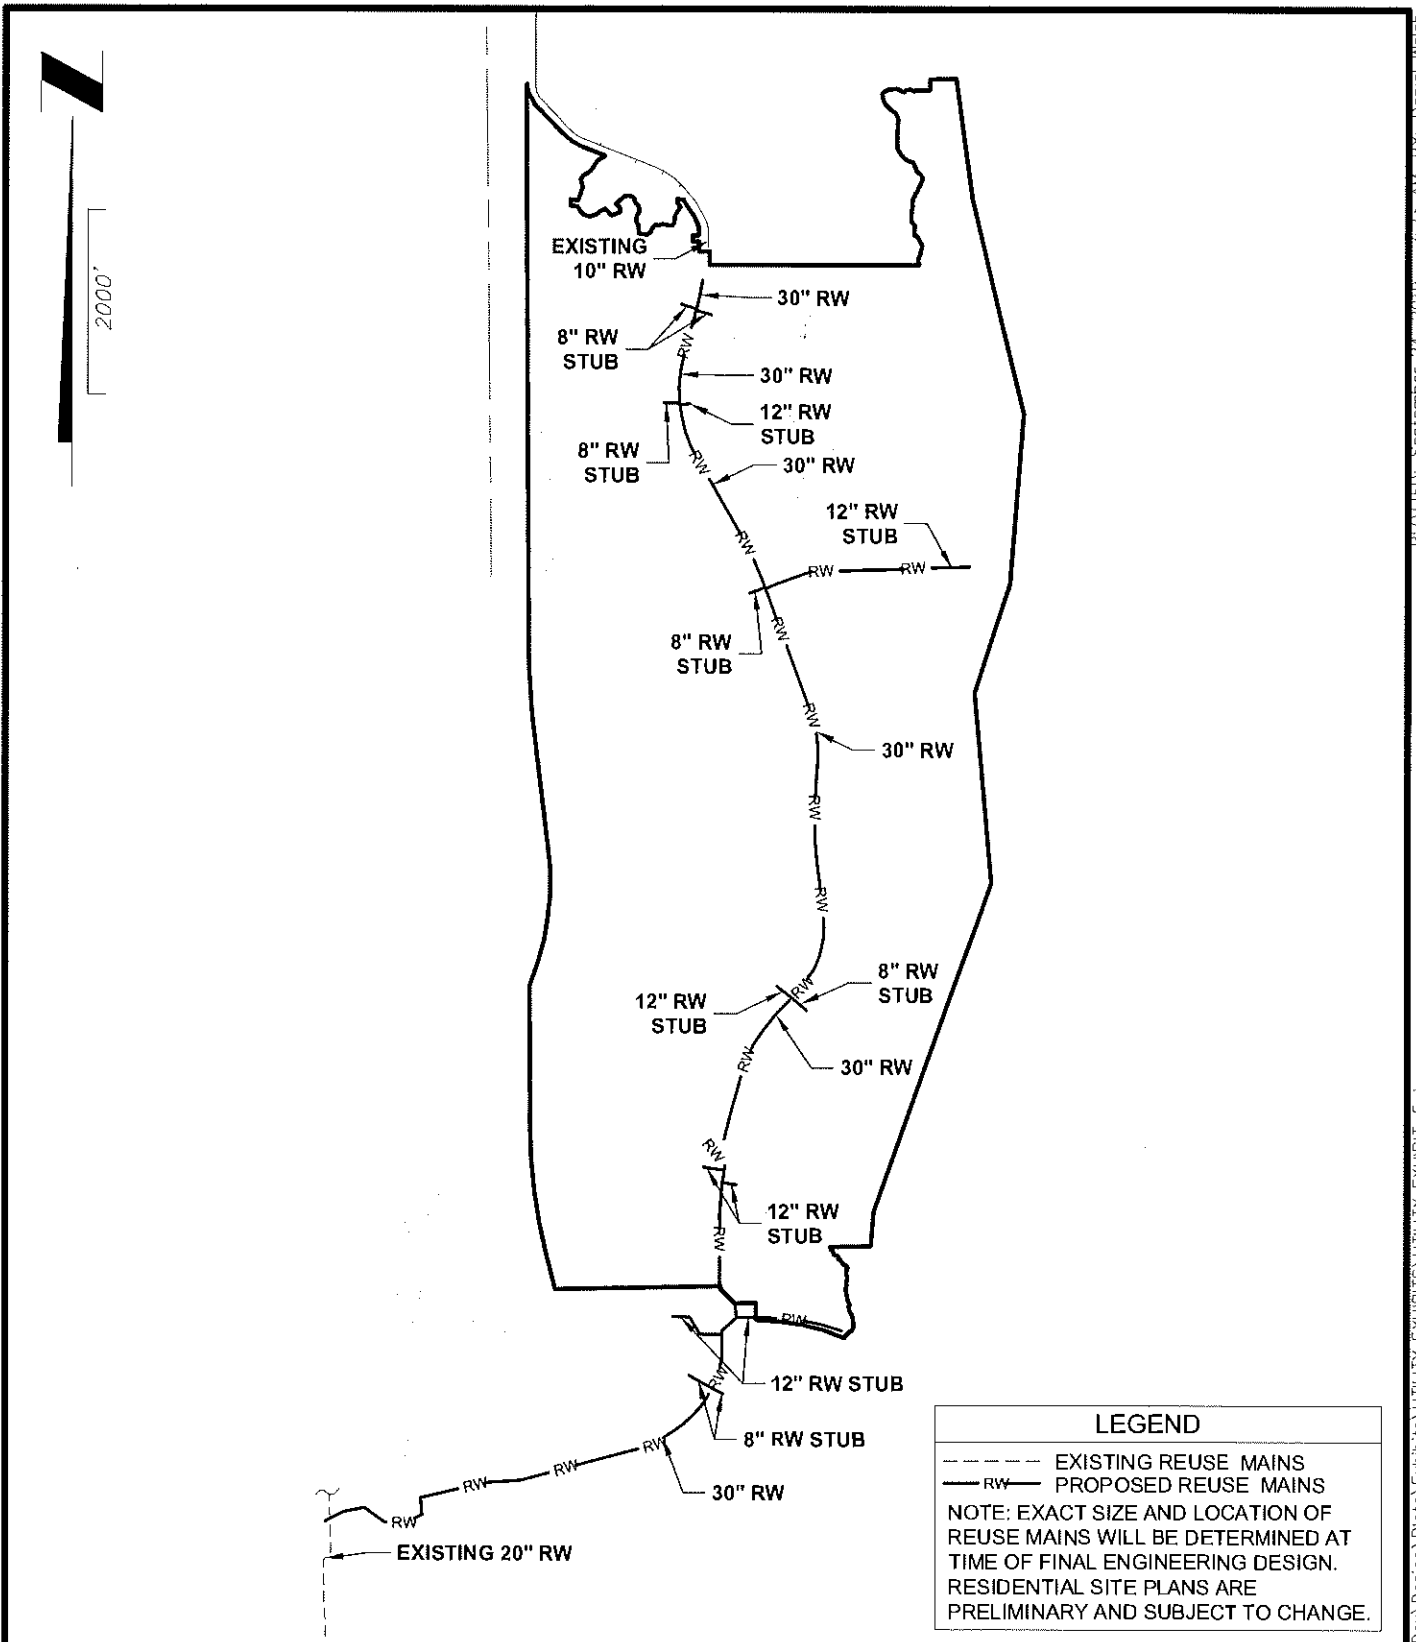 2000'
EXISTING
10" RW
30" RW
8" RW
STUB
RW
30" RW
12" RW
STUB
8" RW
STUB
RW
30" RW
12" RW
STUB
RW
RW
RW
8" RW
STUB
RW
RW
30" RW
RW
RW
RW
8" RW
STUB
12" RW
STUB
30" RW
RW
RW
12" RW
STUB
RW
RW
12" RW STUB
RW
8" RW STUB
RW
RW
RW
30" RW
RW
EXISTING 20" RW
LEGEND
EXISTING REUSE MAINS
RW PROPOSED REUSE MAINS
NOTE: EXACT SIZE AND LOCATION OF
REUSE MAINS WILL BE DETERMINED AT
TIME OF FINAL ENGINEERING DESIGN.
RESIDENTIAL SITE PLANS ARE
PRELIMINARY AND SUBJECT TO CHANGE.